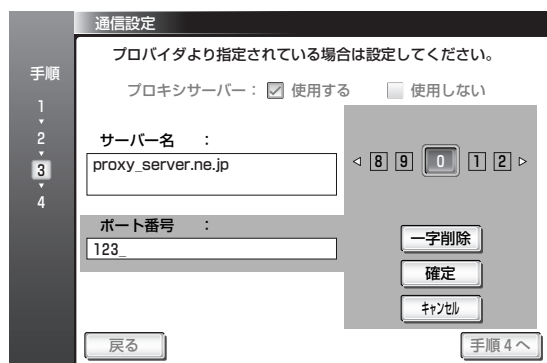 通信設定
プロバイダより指定されている場合は設定してください。
手順
1
2
3
4
プロキシサーバー： 使用する 使用しない
サーバー名 ：
proxy_server.ne.jp
8 9 0 1 2
ポート番号 ：
123_
一字削除
確定
ｷｬﾝｾﾙ
戻る
手順4へ